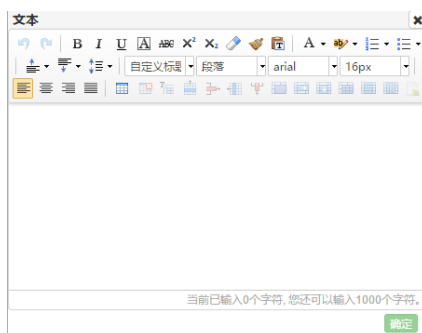 文本
B I U A ABC X² X₂ A ab
自定义标题 段落 arial 16px
当前已输入0个字符, 您还可以输入1000个字符。
确定